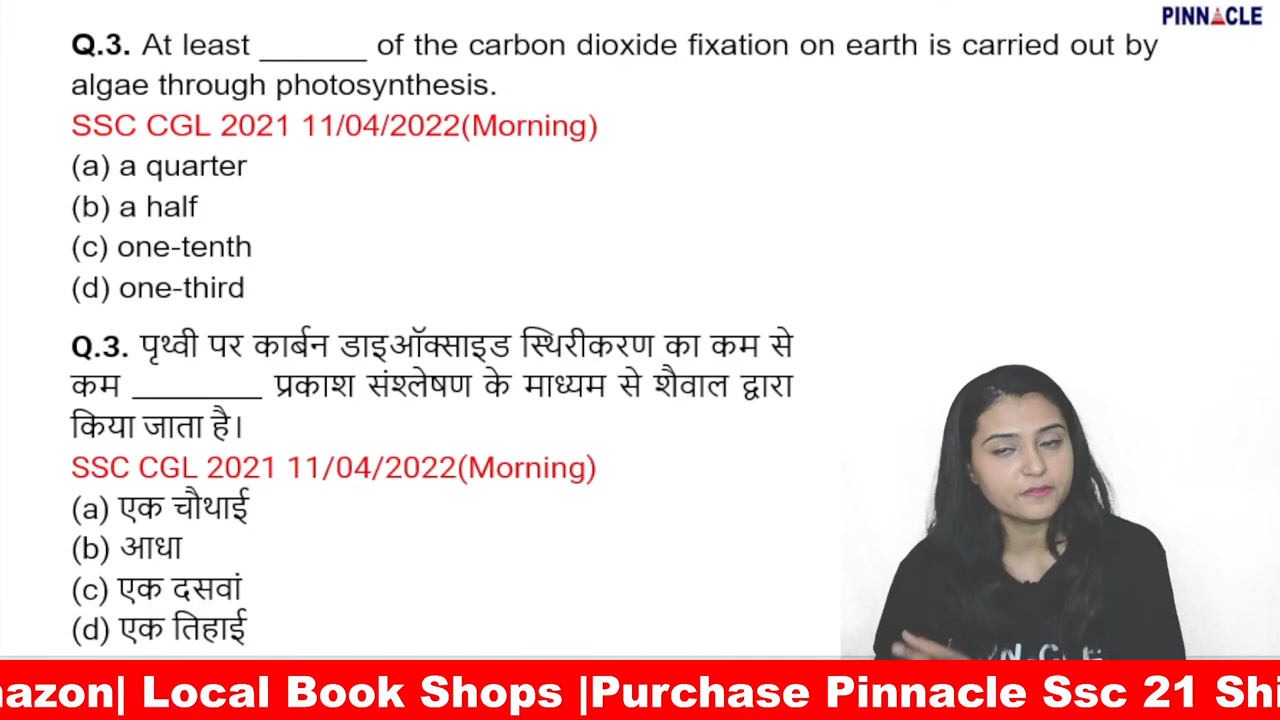 PINNACLE
Q.3. At least _______ of the carbon dioxide fixation on earth is carried out by
algae through photosynthesis.
SSC CGL 2021 11/04/2022(Morning)
(a) a quarter
(b) a half
(c) one-tenth
(d) one-third
Q.3. पृथ्वी पर कार्बन डाइऑक्साइड स्थिरीकरण का कम से
कम ________ प्रकाश संश्लेषण के माध्यम से शैवाल द्वारा
किया जाता है।
SSC CGL 2021 11/04/2022(Morning)
(a) एक चौथाई
(b) आधा
(c) एक दसवां
(d) एक तिहाई
mazon| Local Book Shops |Purchase Pinnacle Ssc 21 Shi